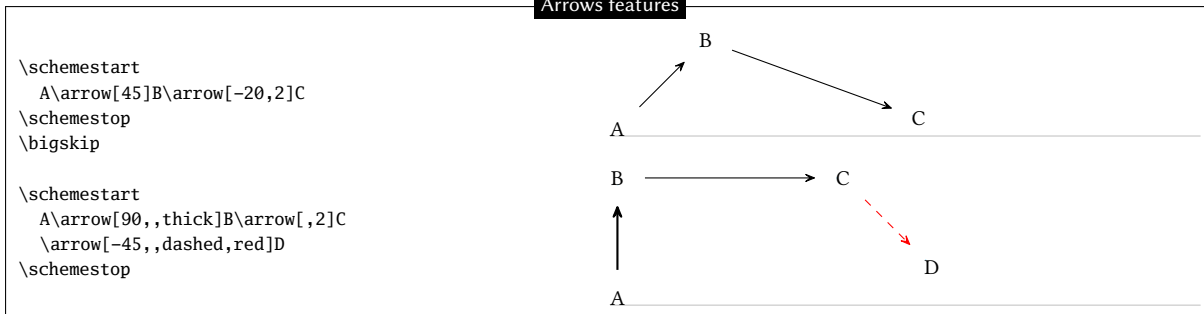 Arrows features
\schemestart
A\arrow[45]B\arrow[-20,2]C
\schemestop
\bigskip
\schemestart
A\arrow[90,,thick]B\arrow[,2]C
\arrow[-45,,dashed,red]D
\schemestop
B
A
C
B
C
D
A